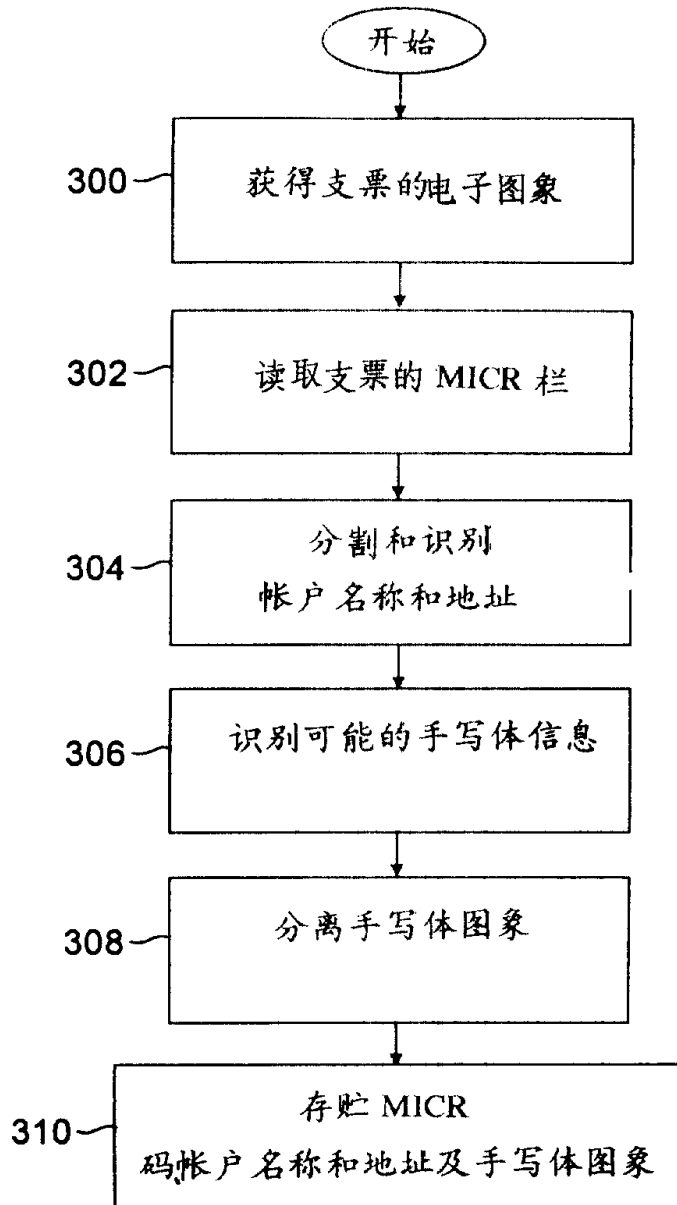 开始
300
获得支票的电子图象
302
读取支票的 MICR 栏
304
分割和识别
帐户名称和地址
306
识别可能的手写体信息
308
分离手写体图象
310
存贮 MICR
码、帐户名称和地址及手写体图象